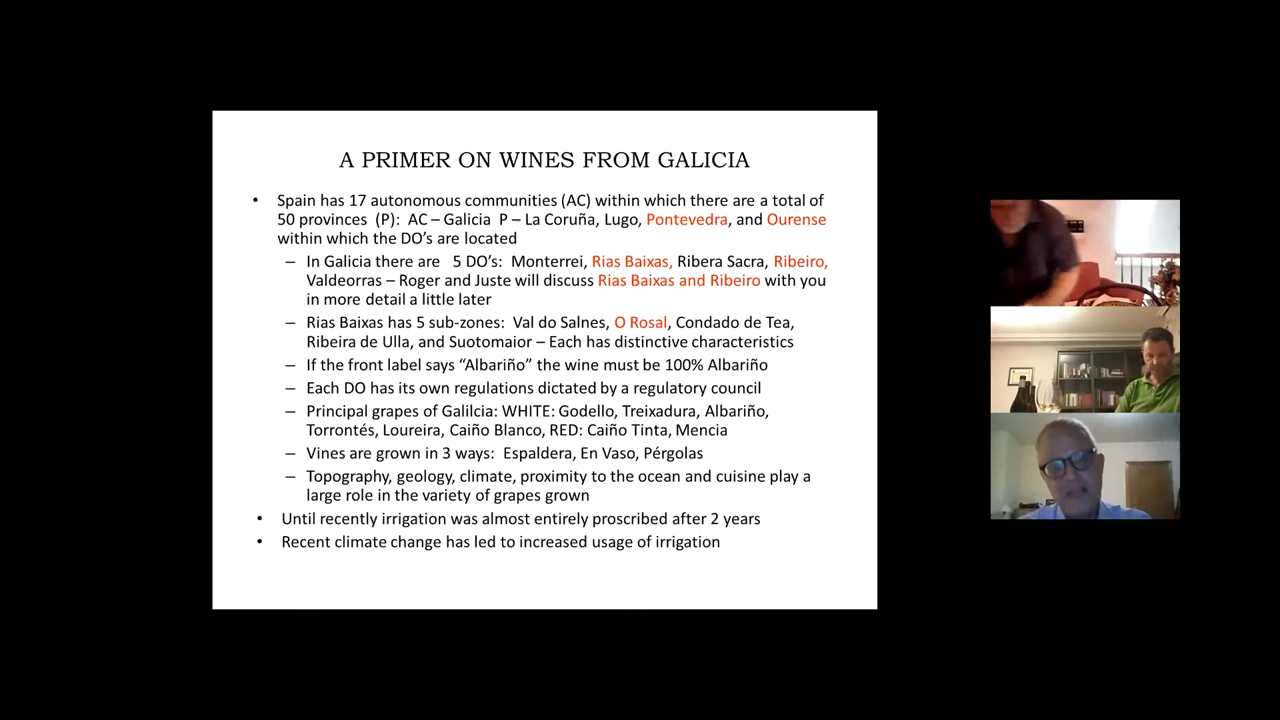 A PRIMER ON WINES FROM GALICIA
• Spain has 17 autonomous communities (AC) within which there are a total of
50 provinces (P): AC – Galicia P – La Coruña, Lugo, Pontevedra, and Ourense
within which the DO's are located
– In Galicia there are 5 DO's: Monterrei, Rias Baixas, Ribera Sacra, Ribeiro,
Valdeorras – Roger and Juste will discuss Rias Baixas and Ribeiro with you
in more detail a little later
– Rias Baixas has 5 sub-zones: Val do Salnes, O Rosal, Condado de Tea,
Ribeira de Ulla, and Suotomaior – Each has distinctive characteristics
– If the front label says “Albariño” the wine must be 100% Albariño
– Each DO has its own regulations dictated by a regulatory council
– Principal grapes of Galilcia: WHITE: Godello, Treixadura, Albariño,
Torrontés, Loureira, Caiño Blanco, RED: Caiño Tinta, Mencia
– Vines are grown in 3 ways: Espaldera, En Vaso, Pérgolas
– Topography, geology, climate, proximity to the ocean and cuisine play a
large role in the variety of grapes grown
• Until recently irrigation was almost entirely proscribed after 2 years
• Recent climate change has led to increased usage of irrigation